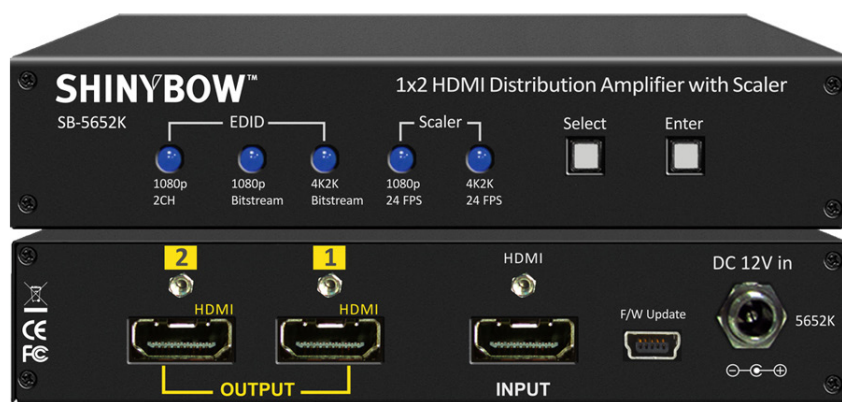 SHINYBOW™
1x2 HDMI Distribution Amplifier with Scaler
SB-5652K
EDID
Scaler
Select
Enter
1080p
2CH
1080p
Bitstream
4K2K
Bitstream
1080p
24 FPS
4K2K
24 FPS
2
1
HDMI
DC 12V in
HDMI
HDMI
F/W Update
5652K
CE
FC
OUTPUT
INPUT